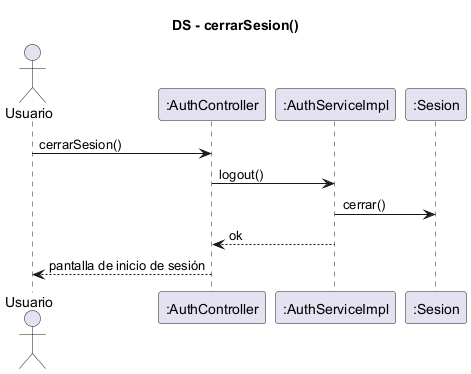 DS - cerrarSesion()
Usuario
:AuthController
:AuthServiceImpl
:Sesion
cerrarSesion()
logout()
cerrar()
ok
pantalla de inicio de sesión
Usuario
:AuthController
:AuthServiceImpl
:Sesion